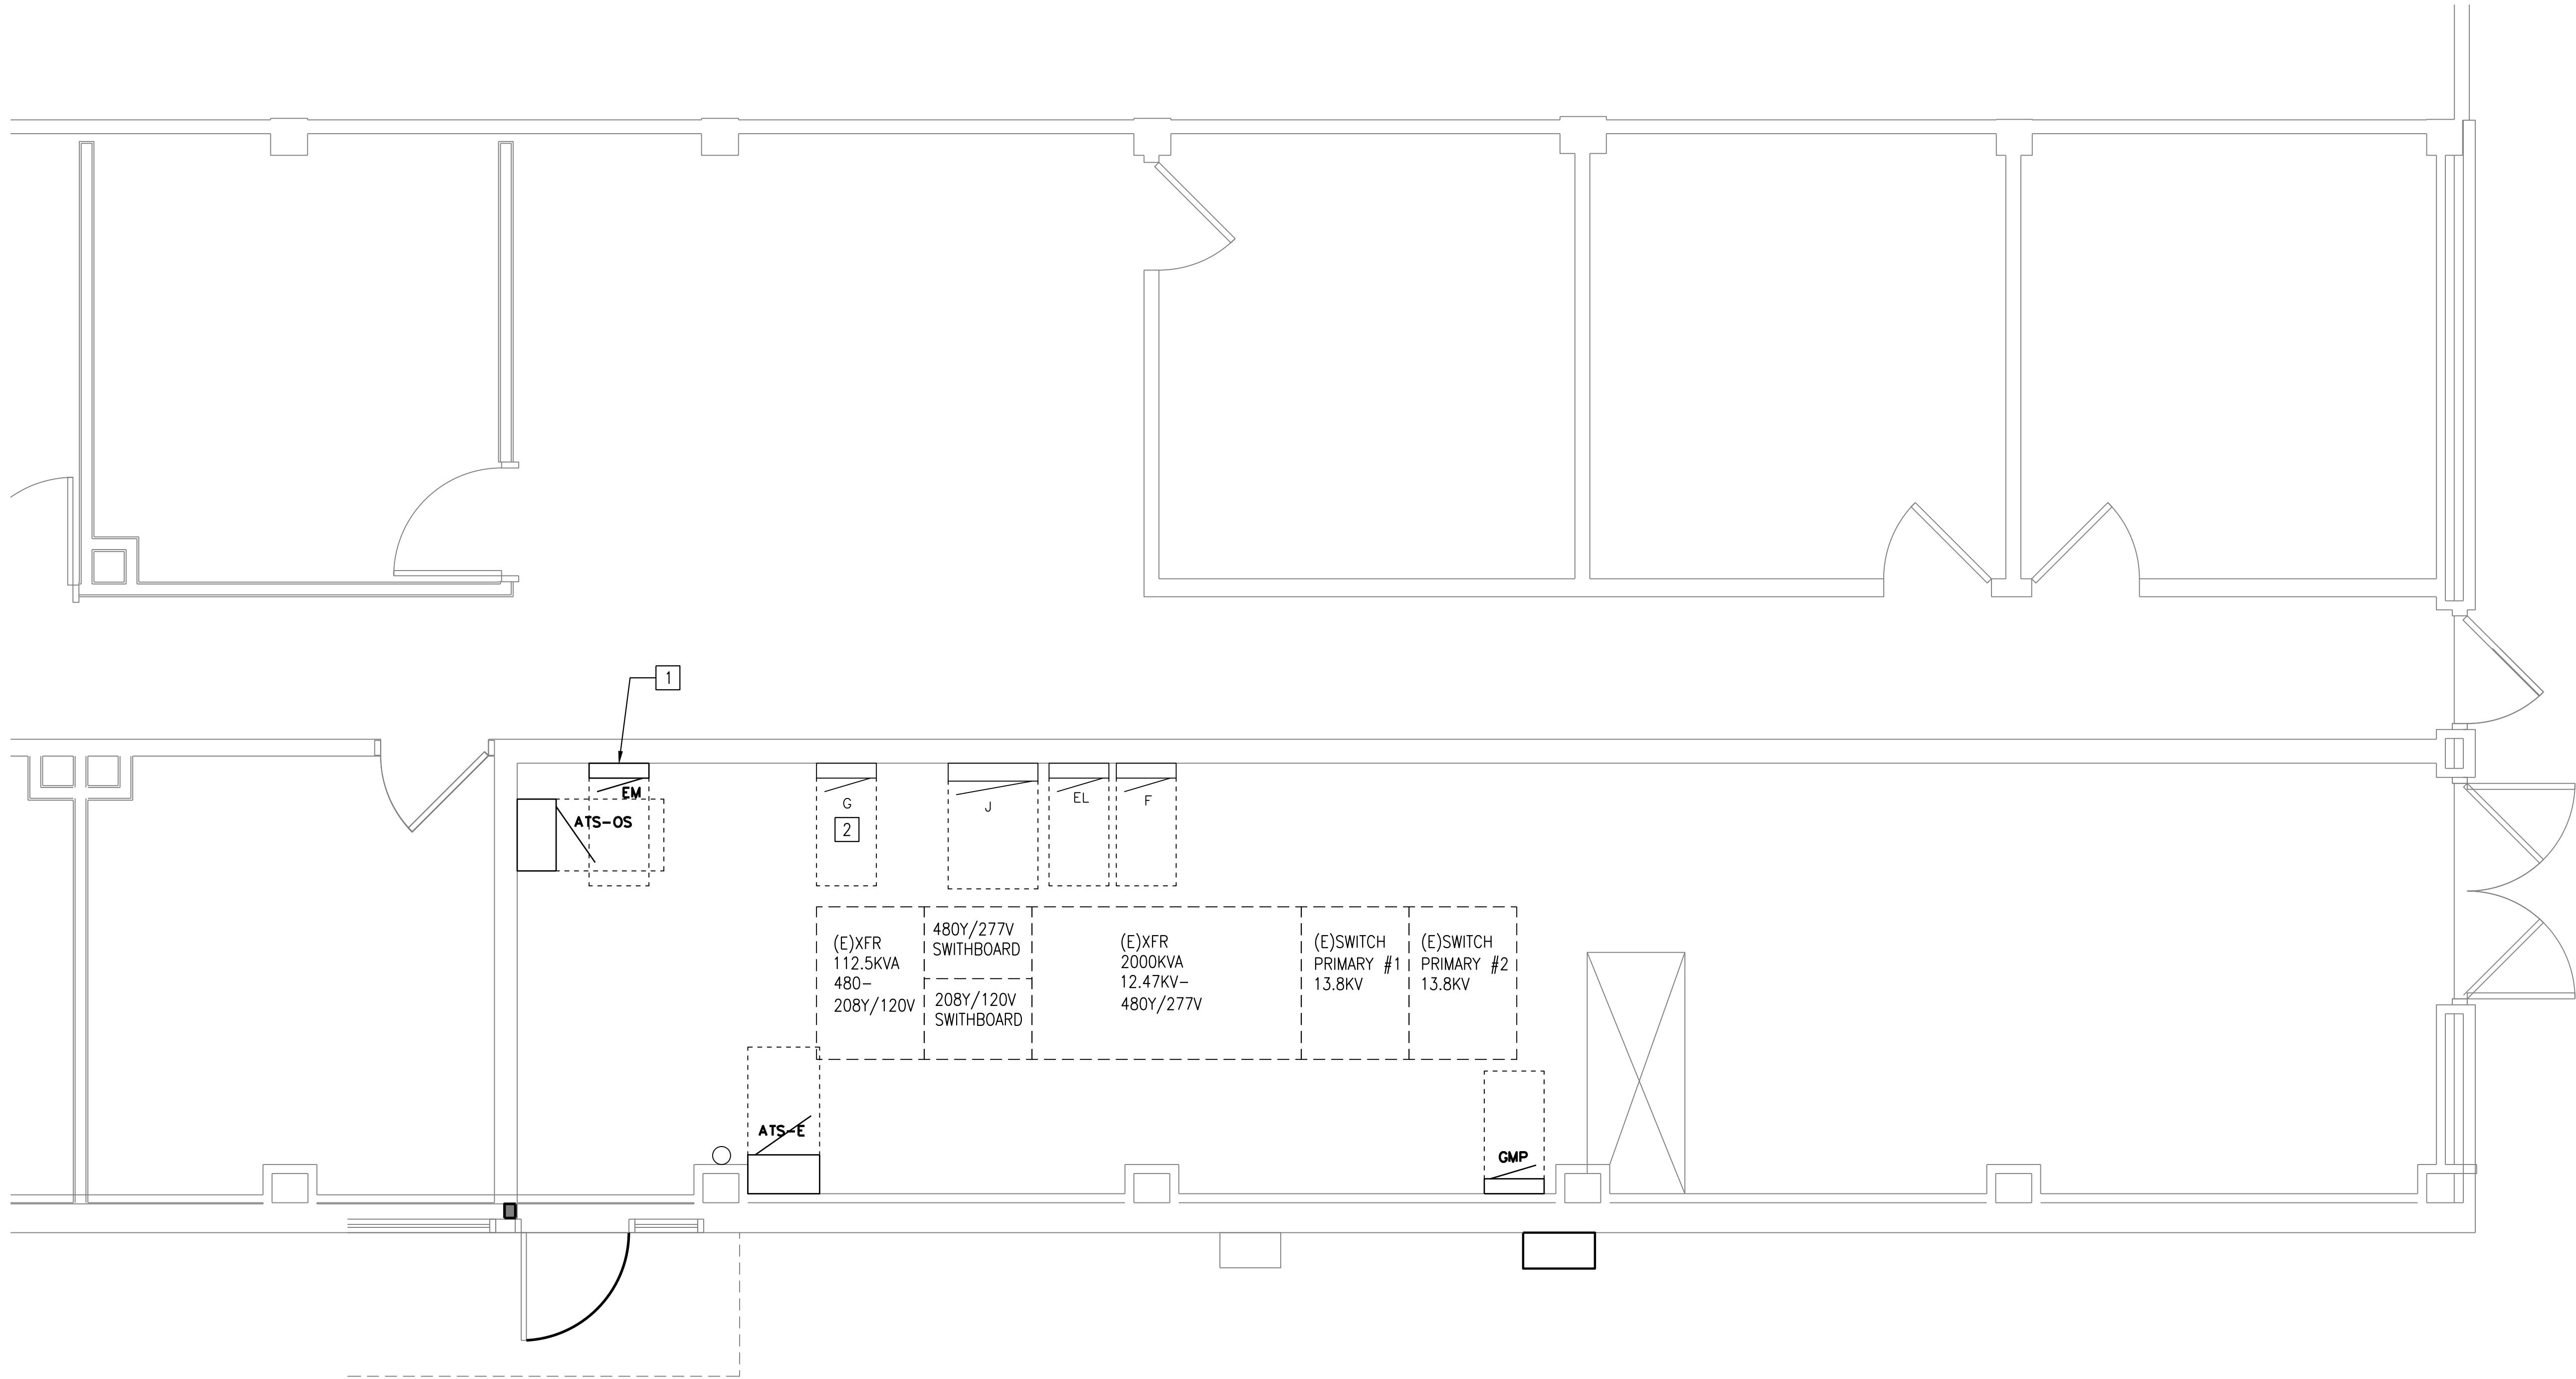 1
EM
ATS-OS
G
2
J
EL
F
(E)XFR
112.5KVA
480-
208Y/120V
480Y/277V
SWITHBOARD
208Y/120V
SWITHBOARD
(E)XFR
2000KVA
12.47KV-
480Y/277V
(E)SWITCH
PRIMARY #1
13.8KV
(E)SWITCH
PRIMARY #2
13.8KV
ATS-E
GMP